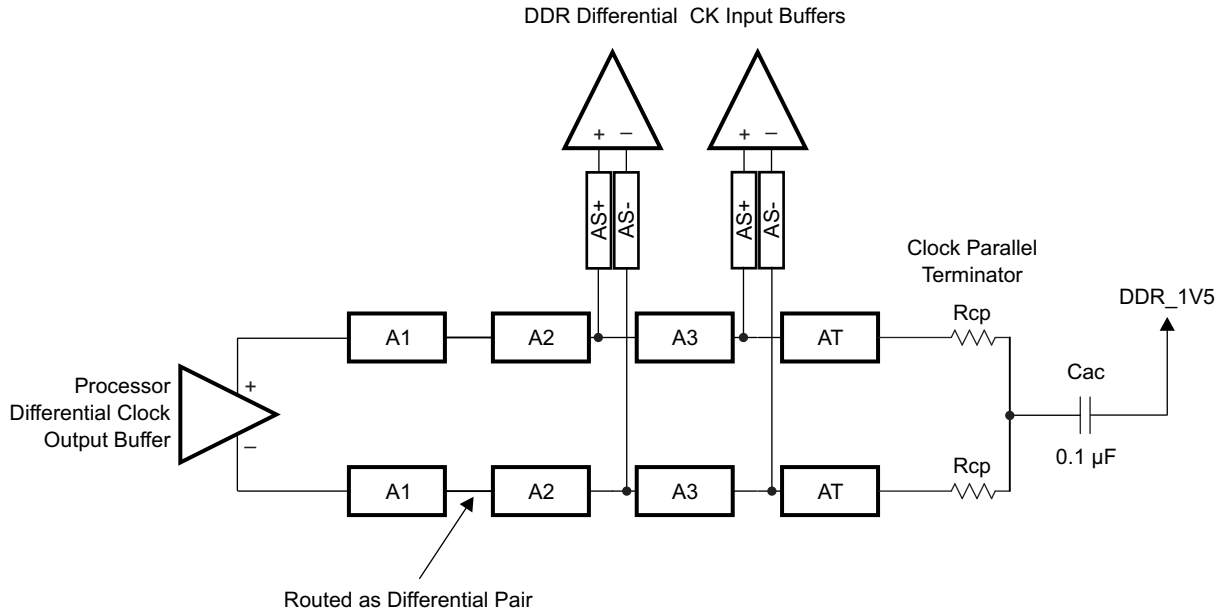 DDR Differential CK Input Buffers
+ −
+ −
AS+
AS-
AS+
AS-
Clock Parallel
Terminator
DDR_1V5
Rcp
A1
A2
A3
AT
Processor
Differential Clock
Output Buffer
+
−
Cac
0.1 µF
Rcp
A1
A2
A3
AT
Routed as Differential Pair